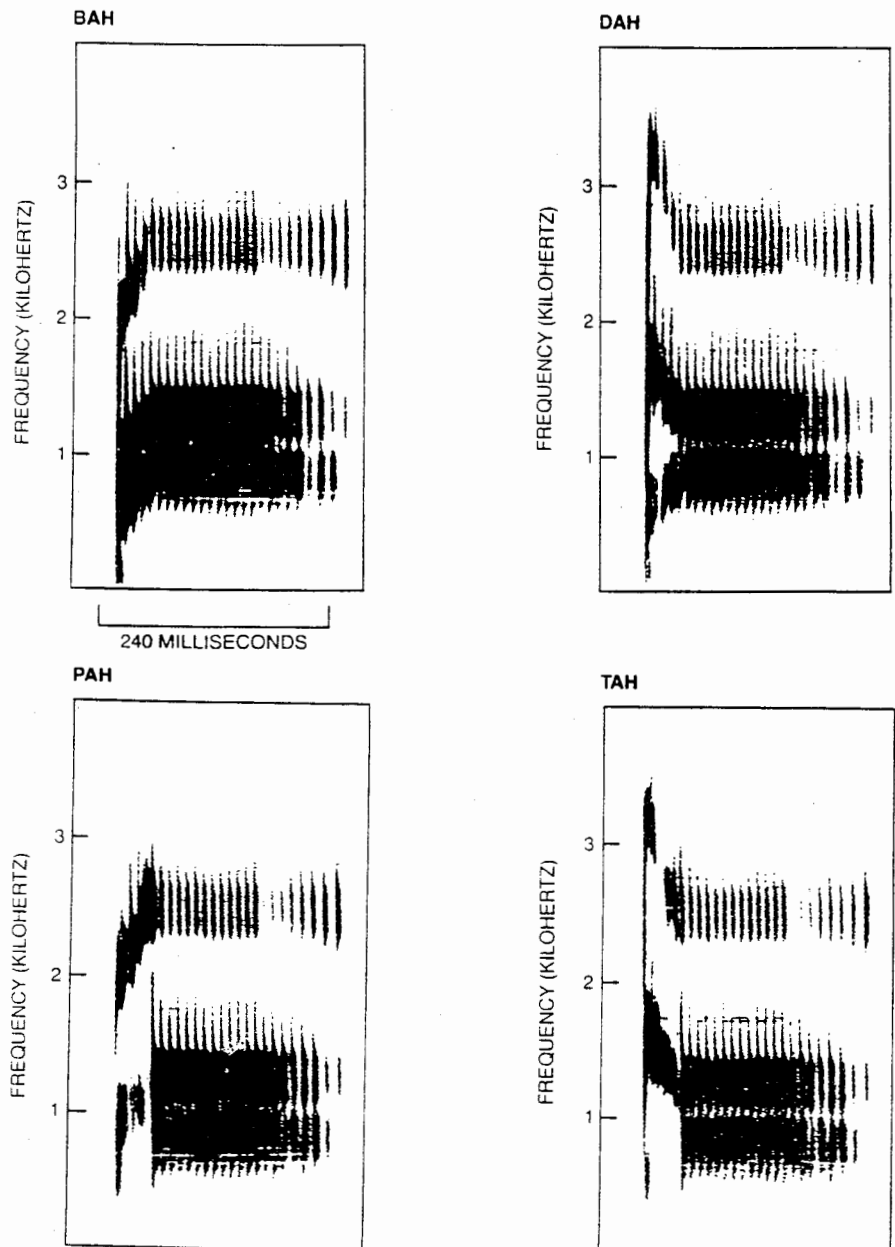 BAH
FREQUENCY (KILOHERTZ)
3
2
1
240 MILLISECONDS
DAH
FREQUENCY (KILOHERTZ)
3
2
1
PAH
FREQUENCY (KILOHERTZ)
3
2
1
TAH
FREQUENCY (KILOHERTZ)
3
2
1